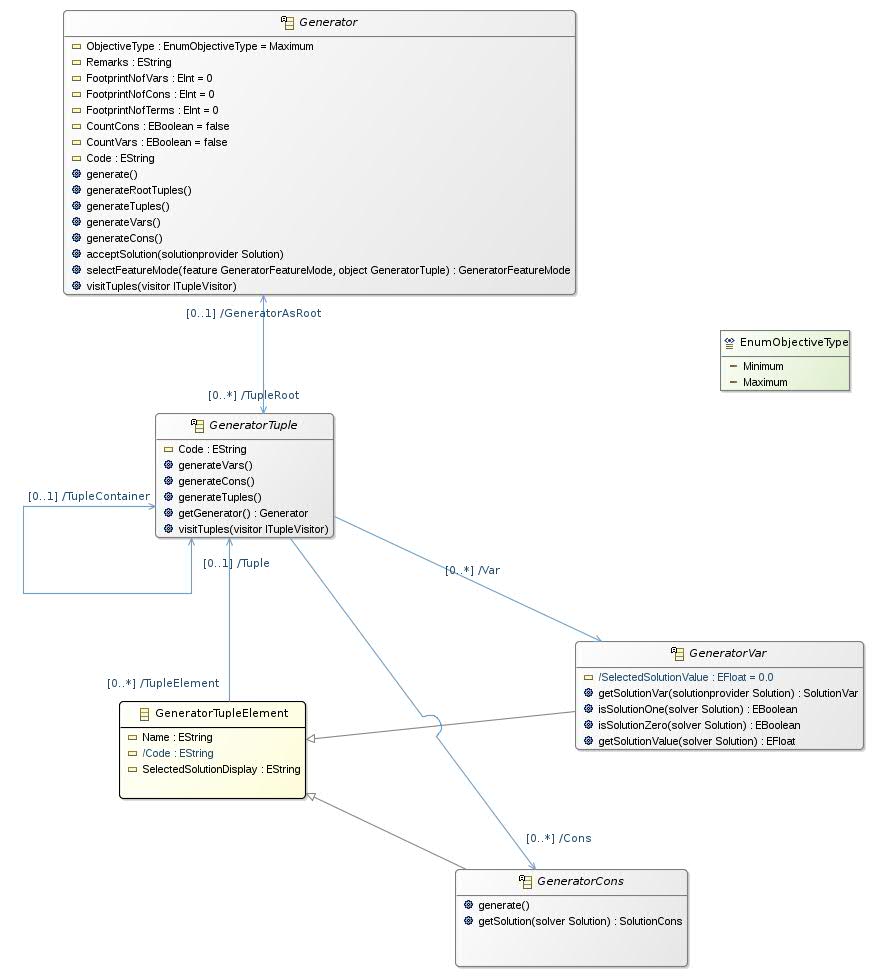 Generator
ObjectiveType : EnumObjectiveType = Maximum
Remarks : EString
FootprintNofVars : EInt = 0
FootprintNofCons : EInt = 0
FootprintNofTerms : EInt = 0
CountCons : EBoolean = false
CountVars : EBoolean = false
Code : EString
generate()
generateRootTuples()
generateTuples()
generateVars()
generateCons()
acceptSolution(solutionprovider Solution)
selectFeatureMode(feature GeneratorFeatureMode, object GeneratorTuple) : GeneratorFeatureMode
visitTuples(visitor ITupleVisitor)
[0..1] /GeneratorAsRoot
EnumObjectiveType
Minimum
Maximum
[0..*] /TupleRoot
GeneratorTuple
Code : EString
generateVars()
generateCons()
generateTuples()
getGenerator() : Generator
visitTuples(visitor ITupleVisitor)
[0..1] /TupleContainer
[0..1] /Tuple
[0..*] /Var
GeneratorVar
/SelectedSolutionValue : EFloat = 0.0
getSolutionVar(solutionprovider Solution) : SolutionVar
isSolutionOne(solver Solution) : EBoolean
isSolutionZero(solver Solution) : EBoolean
getSolutionValue(solver Solution) : EFloat
[0..*] /TupleElement
GeneratorTupleElement
Name : EString
/Code : EString
SelectedSolutionDisplay : EString
[0..*] /Cons
GeneratorCons
generate()
getSolution(solver Solution) : SolutionCons